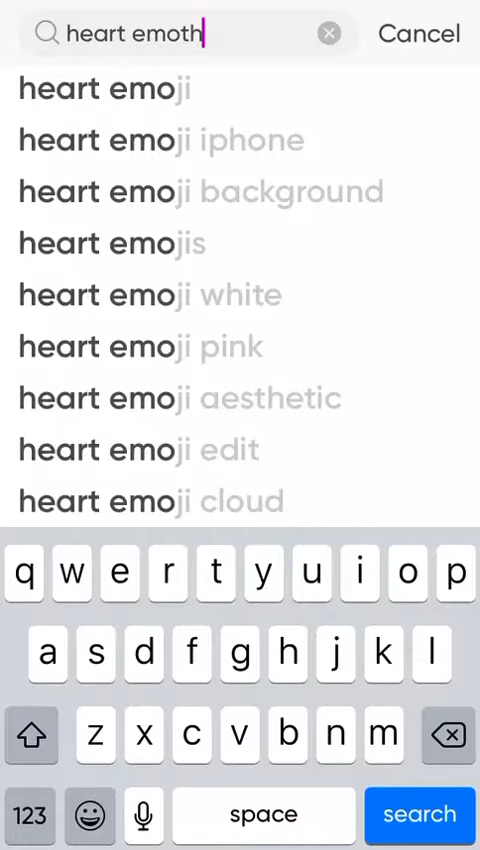 heart emoth Cancel
heart emoji
heart emoji iphone
heart emoji background
heart emojis
heart emoji white
heart emoji pink
heart emoji aesthetic
heart emoji edit
heart emoji cloud
q w e r t y u i o p
a s d f g h j k l
z x c v b n m
123 space search